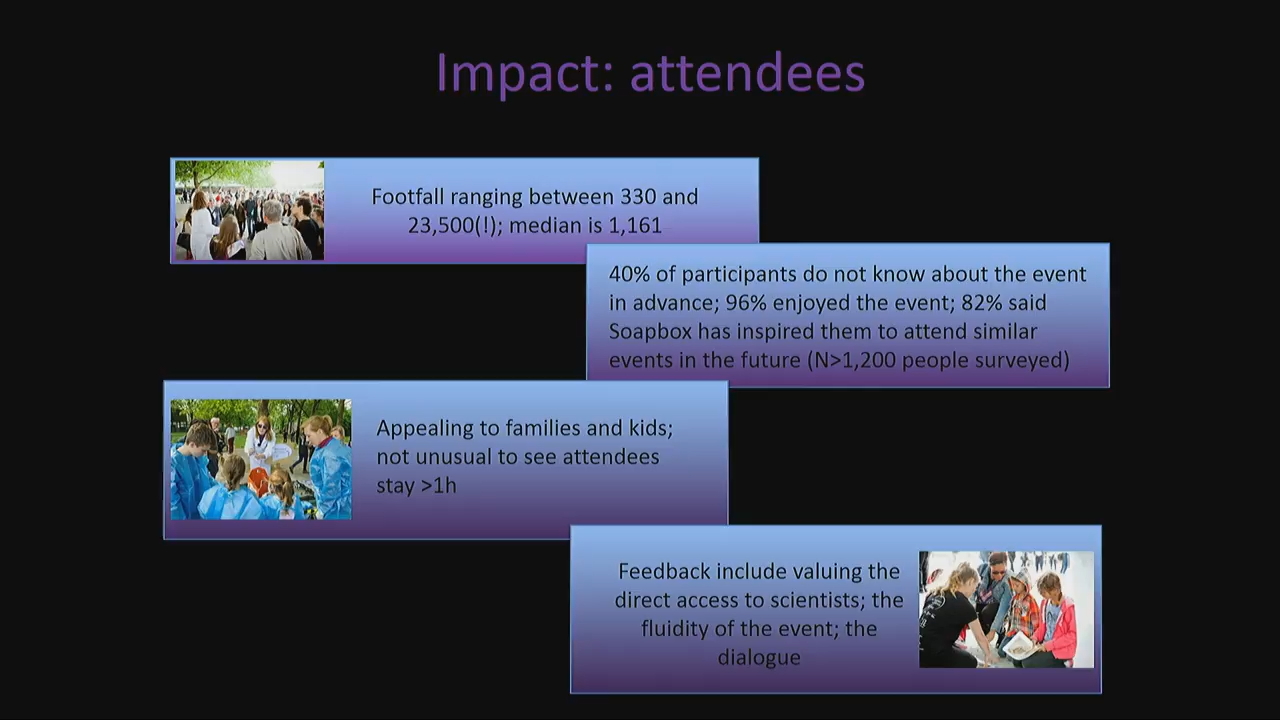 Impact: attendees
Footfall ranging between 330 and
23,500(!); median is 1,161
40% of participants do not know about the event
in advance; 96% enjoyed the event; 82% said
Soapbox has inspired them to attend similar
events in the future (N>1,200 people surveyed)
Appealing to families and kids;
not unusual to see attendees
stay >1h
Feedback include valuing the
direct access to scientists; the
fluidity of the event; the
dialogue